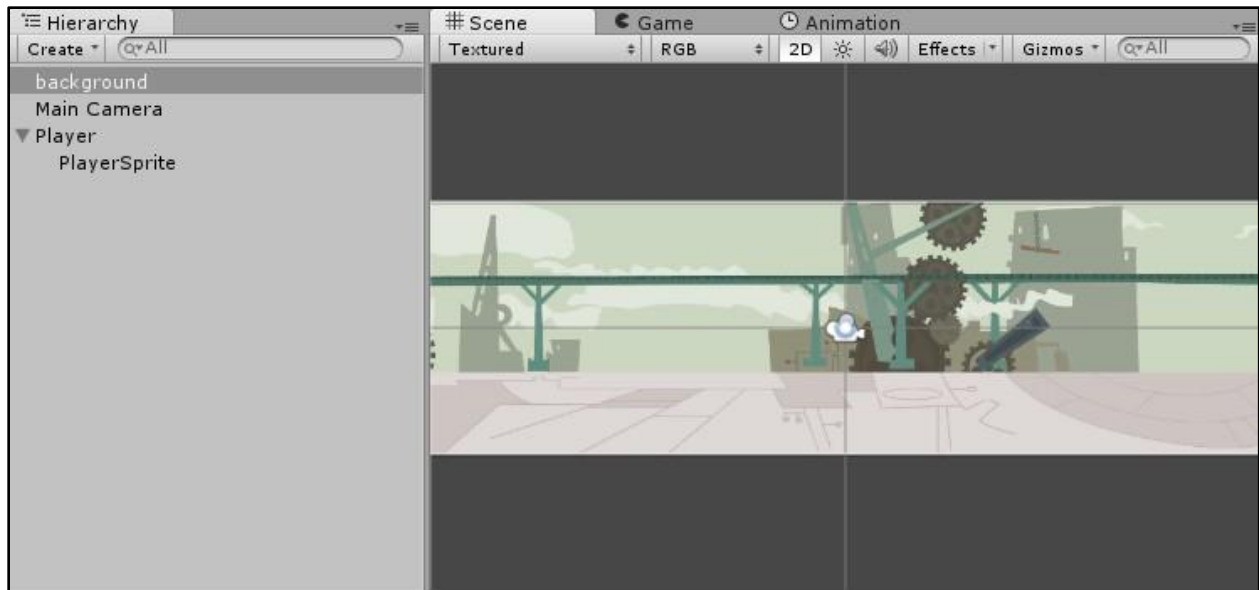 Hierarchy
Create All
background
Main Camera
Player
PlayerSprite
Scene Game Animation
Textured RGB 2D Effects Gizmos All